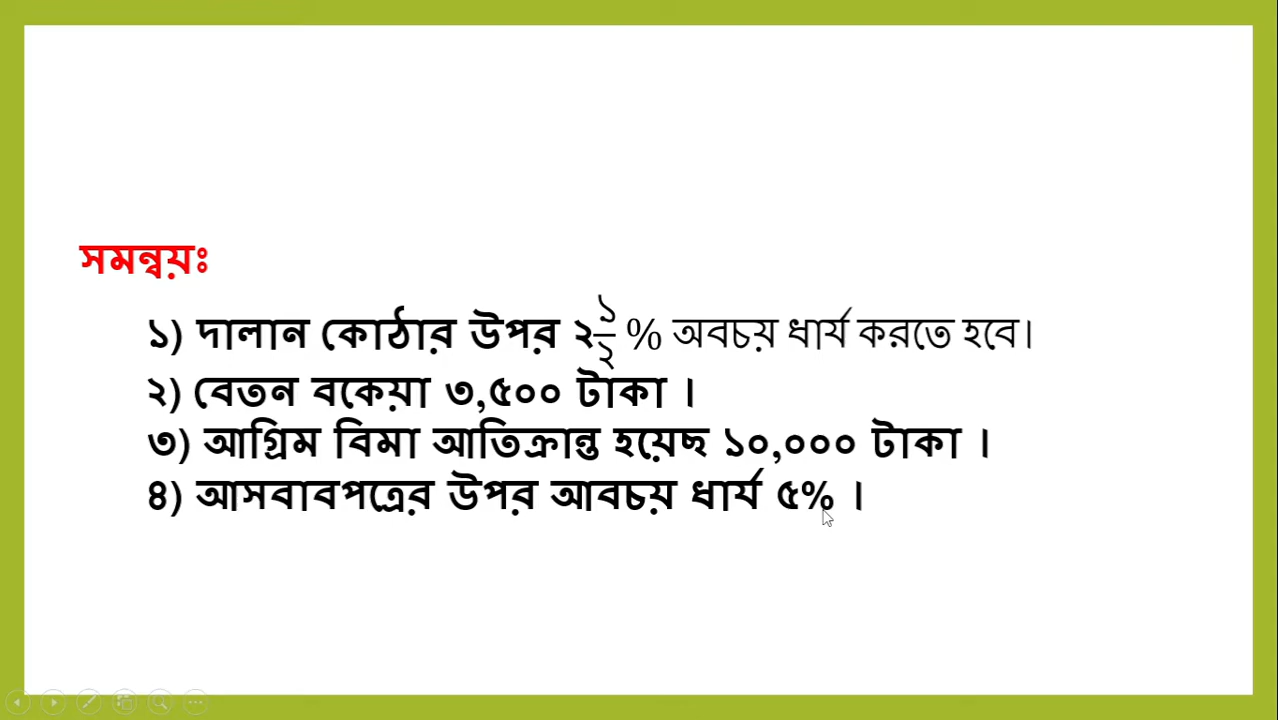 সমন্বয়ঃ
১) দালান কোঠার উপর ২১/২ % অবচয় ধার্য করতে হবে।
২) বেতন বকেয়া ৩,৫০০ টাকা ।
৩) আগ্রিম বিমা আতিক্রান্ত হয়েছ ১০,০০০ টাকা ।
৪) আসবাবপত্রের উপর আবচয় ধার্য ৫% ।